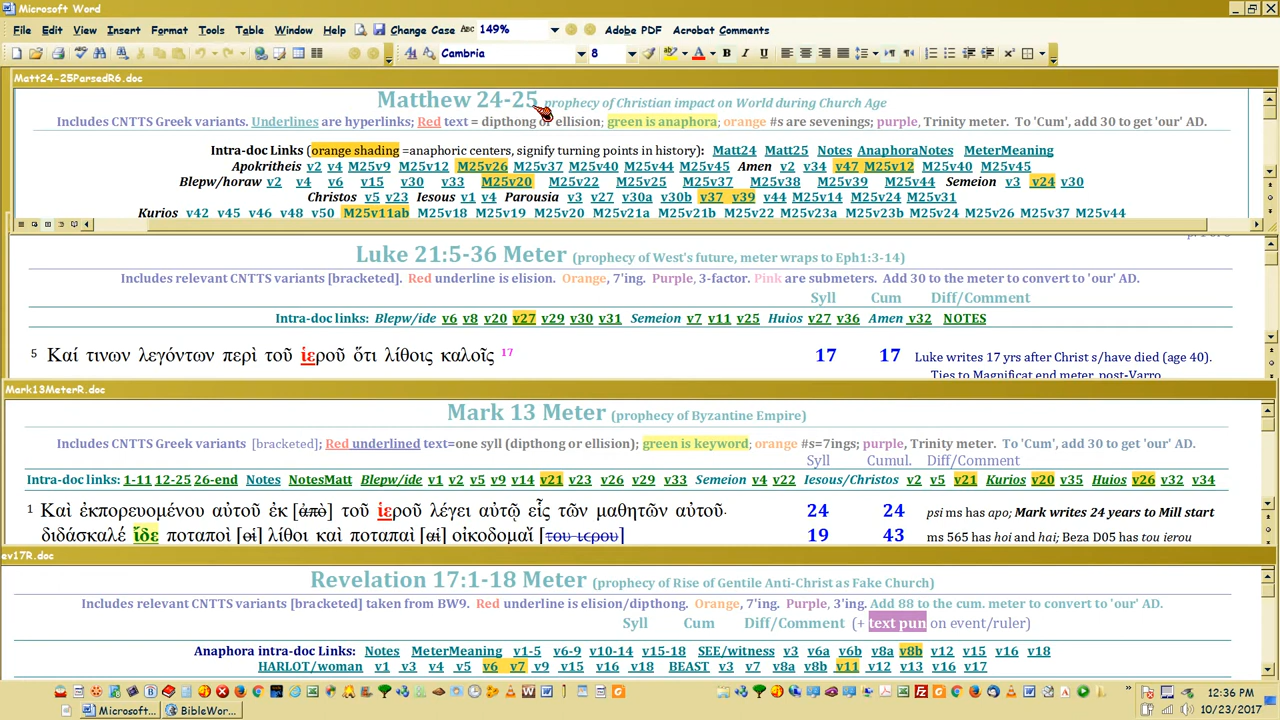 Microsoft Word
File Edit View Insert Format Tools Table Window Help Change Case 149% Adobe PDF Acrobat Comments
Cambria 8
Matt24-25ParsedR6.doc
Matthew 24-25 prophecy of Christian impact on World during Church Age
Includes CNTTS Greek variants. Underlines are hyperlinks; Red text = dipthong or ellision; green is anaphora, orange #s are sevenings; purple, Trinity meter. To 'Cum', add 30 to get 'our' AD.
Intra-doc Links (orange shading =anaphoric centers, signify turning points in history): Matt24 Matt25 Notes AnaphoraNotes MeterMeaning
Apokritheis v2 v4 M25v9 M25v12 M25v26 M25v37 M25v40 M25v44 M25v45 Amen v2 v34 v47 M25v12 M25v40 M25v45
Blepw/horaw v2 v4 v6 v15 v30 v33 M25v20 M25v22 M25v25 M25v37 M25v38 M25v39 M25v44 Semeion v3 v24 v30
Christos v5 v23 Iesous v1 v4 Parousia v3 v27 v30a v30b v37 v39 v44 M25v14 M25v24 M25v31
Kurios v42 v45 v46 v48 v50 M25v11ab M25v18 M25v19 M25v20 M25v21a M25v21b M25v22 M25v23a M25v23b M25v24 M25v26 M25v37 M25v44
Luke 21:5-36 Meter (prophecy of West's future, meter wraps to Eph1:3-14)
Includes relevant CNTTS variants [bracketed]. Red underline is elision. Orange, 7'ing. Purple, 3-factor. Pink are submeters. Add 30 to the meter to convert to 'our' AD.
Syll Cum Diff/Comment
Intra-doc links: Blepw/ide v6 v8 v20 v27 v29 v30 v31 Semeion v7 v11 v25 Huios v27 v36 Amen v32 NOTES
5 Καί τινων λεγόντων περὶ τοῦ ἱεροῦ ὅτι λίθοις καλοῖς 17 17 17 Luke writes 17 yrs after Christ s/have died (age 40).
Ties to Magnificat end meter, post-Varro
Mark13MeterR.doc
Mark 13 Meter (prophecy of Byzantine Empire)
Includes CNTTS Greek variants [bracketed]; Red underlined text=one syll (dipthong or ellision); green is keyword; orange #s=7ings; purple, Trinity meter. To 'Cum', add 30 to get 'our' AD.
Syll Cumul. Diff/Comment
Intra-doc links: 1-11 12-25 26-end Notes NotesMatt Blepw/ide v1 v2 v5 v9 v14 v21 v23 v26 v29 v33 Semeion v4 v22 Iesous/Christos v2 v5 v21 Kurios v20 v35 Huios v26 v32 v34
1 Καὶ ἐκπορευομένου αὐτοῦ ἐκ [ἀπὸ] τοῦ ἱεροῦ λέγει αὐτῷ εἷς τῶν μαθητῶν αὐτοῦ· 24 24 psi ms has apo; Mark writes 24 years to Mill start
διδάσκαλέ ἴδε ποταποὶ [οἱ] λίθοι καὶ ποταπαὶ [αἱ] οἰκοδομαἵ [του ιερου] 19 43 ms 565 has hoi and hai; Beza D05 has tou ierou
ev17R.doc
Revelation 17:1-18 Meter (prophecy of Rise of Gentile Anti-Christ as Fake Church)
Includes relevant CNTTS variants [bracketed] taken from BW9. Red underline is elision/dipthong. Orange, 7'ing. Purple, 3'ing. Add 88 to the cum. meter to convert to 'our' AD.
Syll Cum Diff/Comment (+ text pun on event/ruler)
Anaphora intra-doc Links: Notes MeterMeaning v1-5 v6-9 v10-14 v15-18 SEE/witness v3 v6a v6b v8a v8b v12 v15 v16 v18
HARLOT/woman v1 v3 v4 v5 v6 v7 v9 v15 v16 v18 BEAST v3 v7 v8a v8b v11 v12 v13 v16 v17
12:36 PM
Microsoft... BibleWor... 10/23/2017